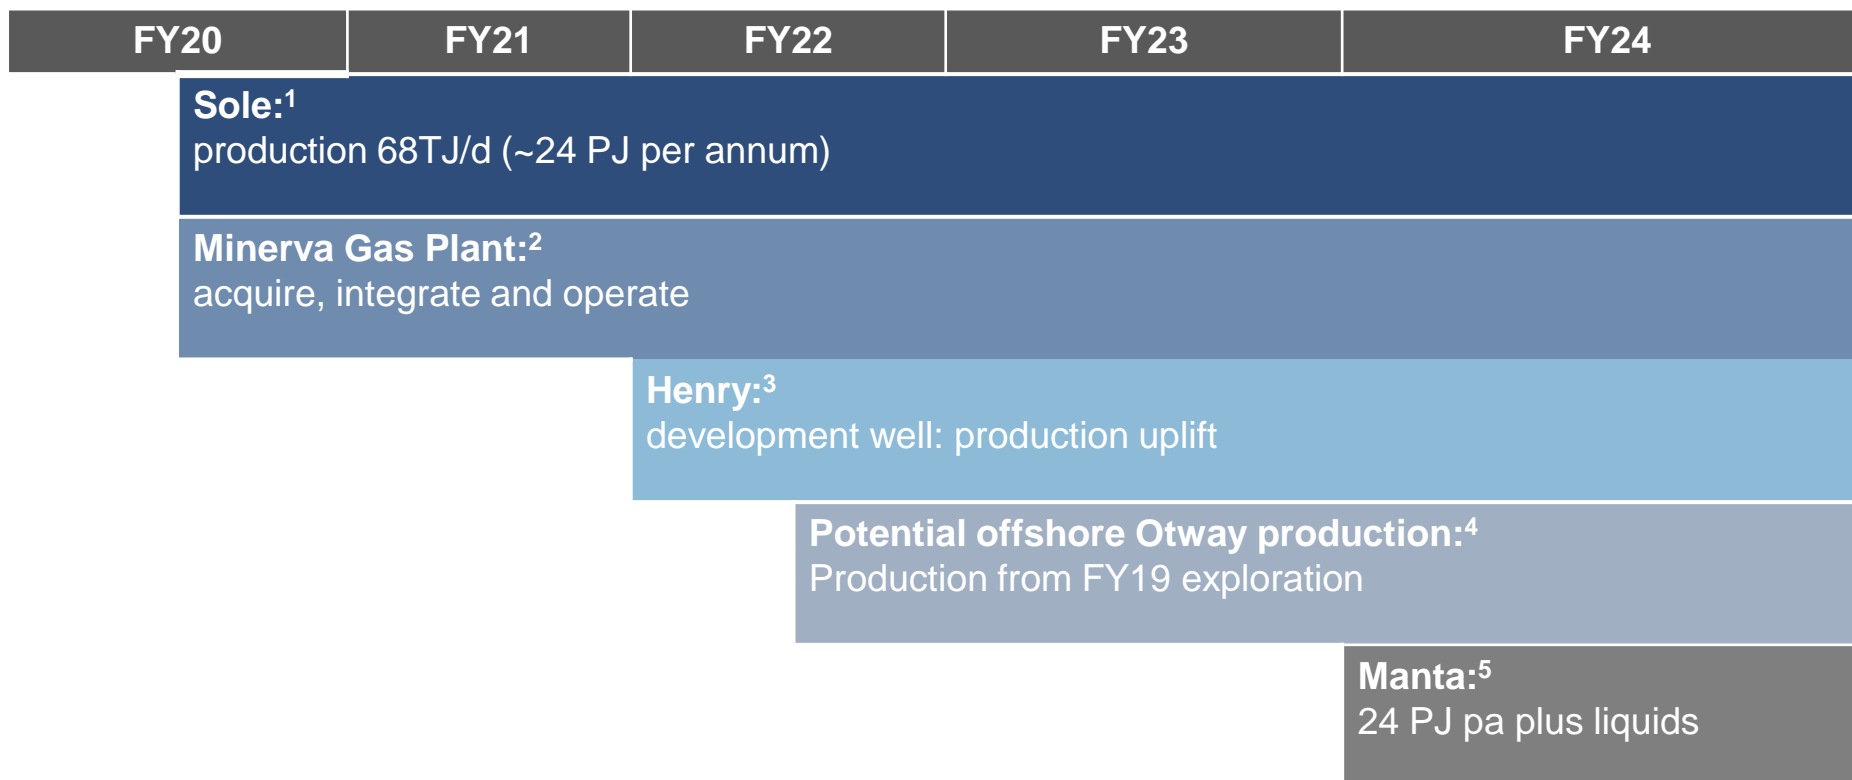 FY20 FY21 FY22 FY23 FY24
Sole:¹
production 68TJ/d (~24 PJ per annum)
Minerva Gas Plant:²
acquire, integrate and operate
Henry:³
development well: production uplift
Potential offshore Otway production:⁴
Production from FY19 exploration
Manta:⁵
24 PJ pa plus liquids